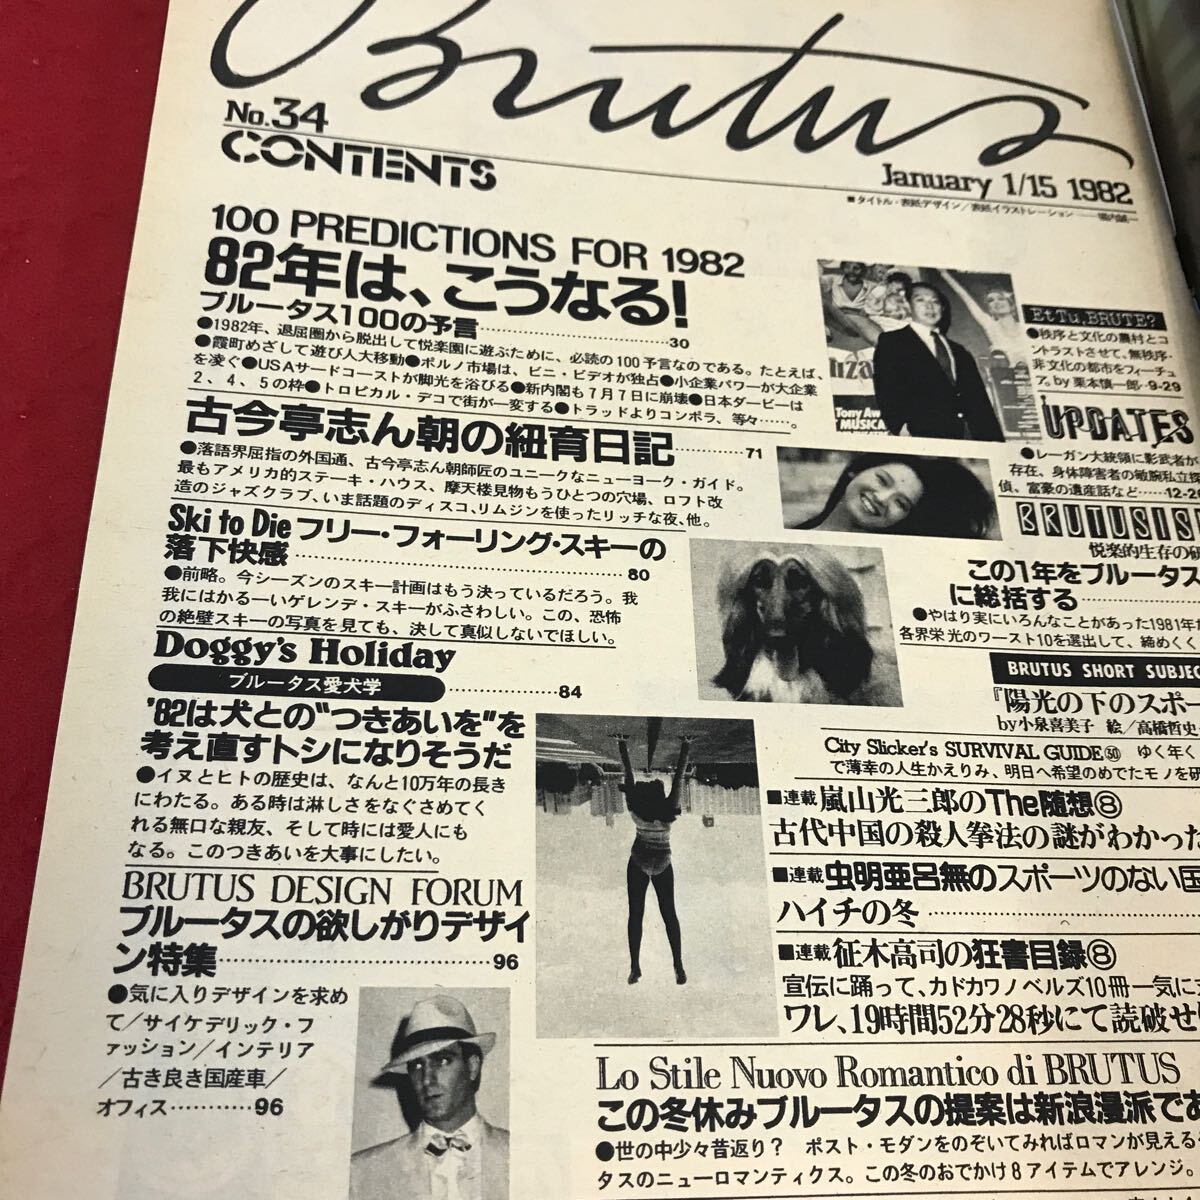 Brutus
No.34
CONTENTS
January 1/15 1982
■タイトル・表紙デザイン/表紙イラストレーション――堀内誠一
100 PREDICTIONS FOR 1982
82年は、こうなる!
ブルータス100の予言……………………30
●1982年、退屈圏から脱出して悦楽園に遊ぶために、必読の100予言なのである。たとえば、
●霞町めざして遊び人大移動●ポルノ市場は、ビニ・ビデオが独占●小企業パワーが大企業
を凌ぐ●USAサードコーストが脚光を浴びる●新内閣も7月7日に崩壊●日本ダービーは
2、4、5の枠●トロピカル・デコで街が一変する●トラッドよりコンポラ、等々……。
古今亭志ん朝の紐育日記…………71
●落語界屈指の外国通、古今亭志ん朝師匠のユニークなニューヨーク・ガイド。
最もアメリカ的ステーキ・ハウス、摩天楼見物もうひとつの穴場、ロフト改
造のジャズクラブ、いま話題のディスコ、リムジンを使ったリッチな夜、他。
Ski to Die フリー・フォーリング・スキーの
落下快感……………………………………80
●前略。今シーズンのスキー計画はもう決っているだろう。我
我にはかる一いゲレンデ・スキーがふさわしい。この、恐怖
の絶壁スキーの写真を見ても、決して真似しないでほしい。
Doggy's Holiday
ブルータス愛犬学……………84
'82は犬との"つきあいを"を
考え直すトシになりそうだ
●イヌとヒトの歴史は、なんと10万年の長き
にわたる。ある時は淋しさをなぐさめてく
れる無口な親友、そして時には愛人にも
なる。このつきあいを大事にしたい。
BRUTUS DESIGN FORUM
ブルータスの欲しがりデザイ
ン特集……………………………96
●気に入りデザインを求め
て/サイケデリック・フ
ァッション/インテリア
/古き良き国産車/
オフィス…………96
Tony Aw
MUSICA
Et Tu, BRUTE?
●秩序と文化の農村とコ
ントラストさせて、無秩序・
非文化の都市をフィーチュ
ア。by 栗本慎一郎・9-29
UPDATES
●レーガン大統領に影武者が
存在、身体障害者の敏腕私立探
偵、富豪の遺産話など……12-2
BRUTUSIS
悦楽的生存の研
この1年をブルータス
に総括する……………
●やはり実にいろんなことがあった1981年
各界栄光のワースト10を選出して、締めくく
BRUTUS SHORT SUBJEC
『陽光の下のスポー
by小泉喜美子 絵/高橋哲史
City Slicker's SURVIVAL GUIDE㉚ ゆく年く
で薄幸の人生かえりみ、明日へ希望のめでたモノを研
■連載 嵐山光三郎のThe随想⑧
古代中国の殺人拳法の謎がわかった
■連載 虫明亜呂無のスポーツのない国
ハイチの冬……………………
■連載 征木高司の狂書目録⑧
宣伝に踊って、カドカワノベルズ10冊一気に
ワレ、19時間52分28秒にて読破せ
Lo Stile Nuovo Romantico di BRUTUS
この冬休みブルータスの提案は新浪漫派であ
●世の中少々昔返り? ポスト・モダンをのぞいてみればロマンが見える
タスのニューロマンティクス。この冬のおでかけ8アイテムでアレンジ。